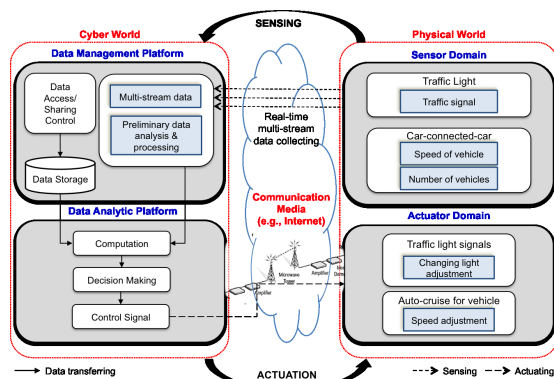 SENSING
Cyber World
Physical World
Data Management Platform
Sensor Domain
Data
Access/
Sharing
Control
Multi-stream data
Preliminary data
analysis &
processing
Data Storage
Real-time
multi-stream
data collecting
Traffic Light
Traffic signal
Car-connected-car
Speed of vehicle
Number of vehicles
Communication
Media
(e.g., Internet)
Data Analytic Platform
Actuator Domain
Computation
Decision Making
Control Signal
Amplifier
Microwave
Tower
Amplifier
Traffic light signals
Changing light
adjustment
Auto-cruise for vehicle
Speed adjustment
Data transferring
ACTUATION
Sensing
Actuating